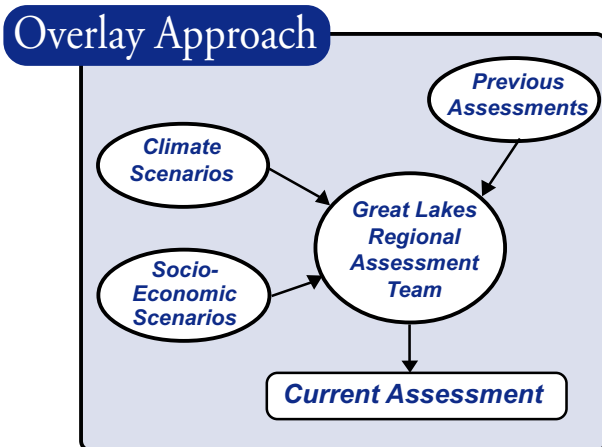 Overlay Approach
Previous
Assessments
Climate
Scenarios
Great Lakes
Regional
Assessment
Team
Socio-
Economic
Scenarios
Current Assessment